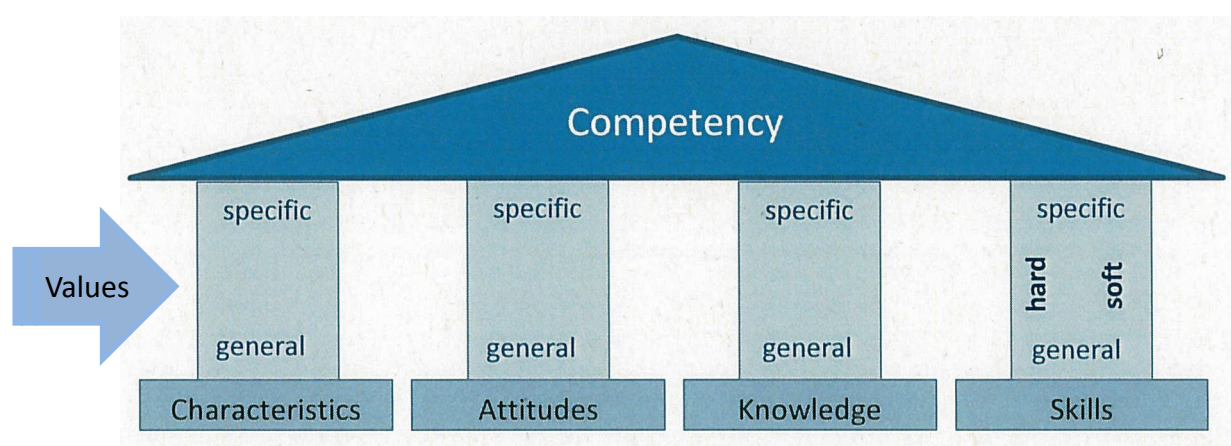 Competency
specific
specific
specific
specific
Values
hard
soft
general
general
general
general
Characteristics
Attitudes
Knowledge
Skills